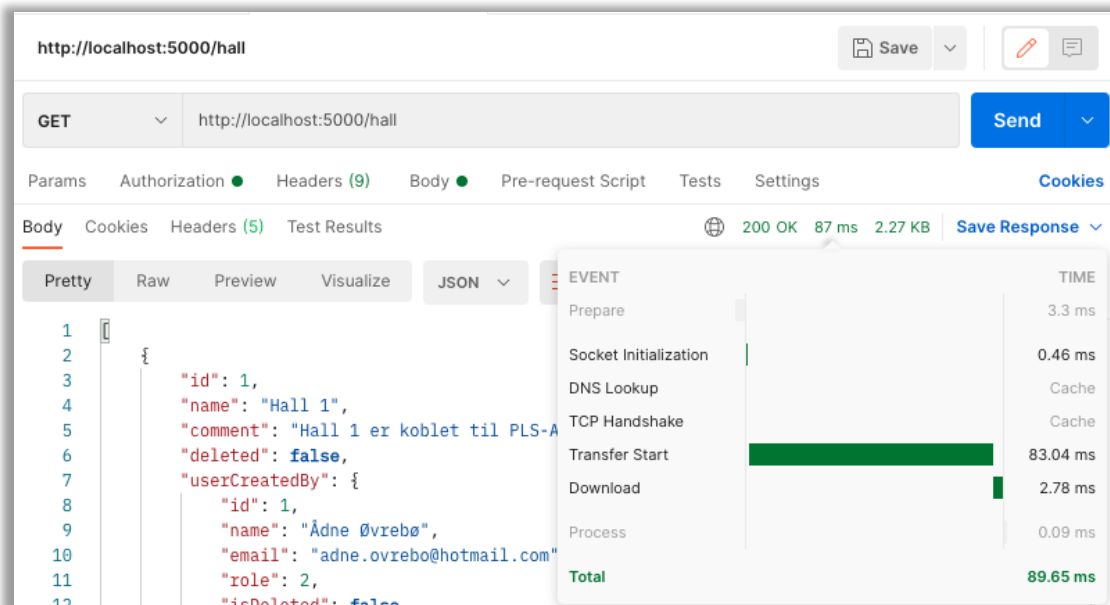 http://localhost:5000/hall Save
GET http://localhost:5000/hall Send
Params Authorization Headers (9) Body Pre-request Script Tests Settings Cookies
Body Cookies Headers (5) Test Results 200 OK 87 ms 2.27 KB Save Response
Pretty Raw Preview Visualize JSON
EVENT TIME
Prepare 3.3 ms
Socket Initialization 0.46 ms
DNS Lookup Cache
TCP Handshake Cache
Transfer Start 83.04 ms
Download 2.78 ms
Process 0.09 ms
Total 89.65 ms
1 [
2 {
3 "id": 1,
4 "name": "Hall 1",
5 "comment": "Hall 1 er koblet til PLS-A
6 "deleted": false,
7 "userCreatedBy": {
8 "id": 1,
9 "name": "Ådne Øvrebø",
10 "email": "adne.ovrebo@hotmail.com"
11 "role": 2,
12 "isDeleted": false